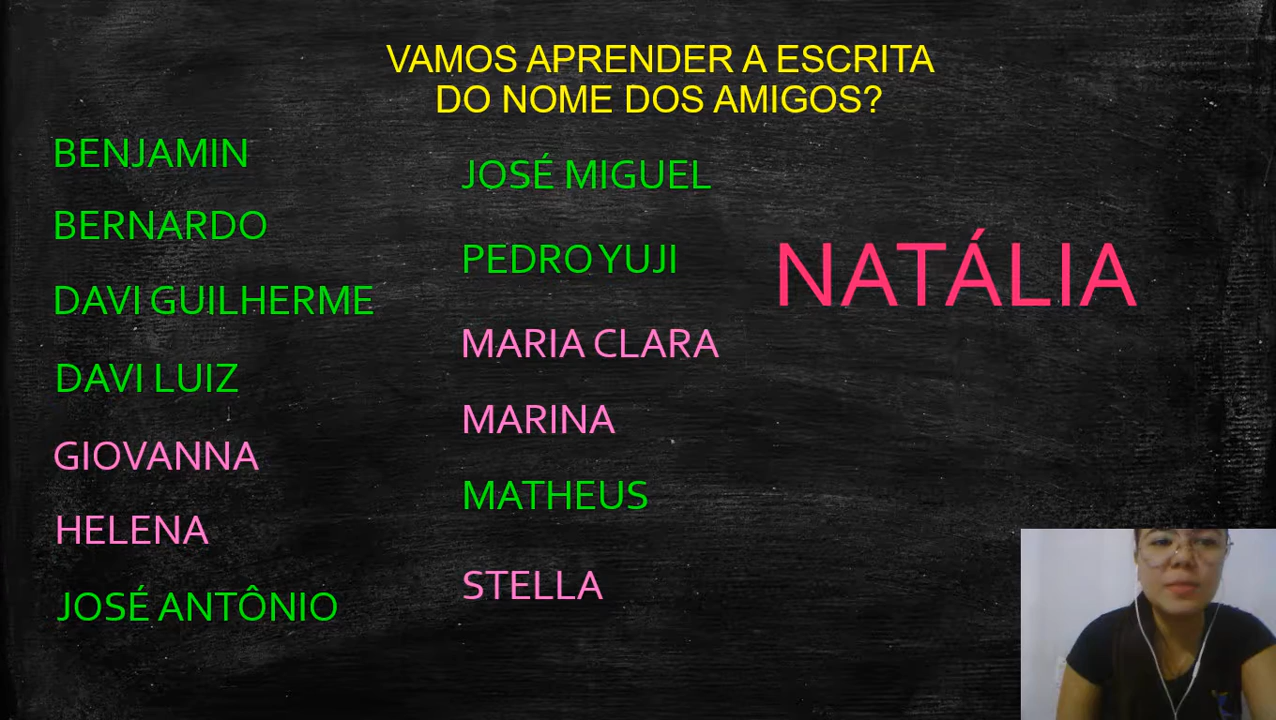 VAMOS APRENDER A ESCRITA
DO NOME DOS AMIGOS?
BENJAMIN
BERNARDO
DAVI GUILHERME
DAVI LUIZ
GIOVANNA
HELENA
JOSÉ ANTÔNIO
JOSÉ MIGUEL
PEDRO YUJI
MARIA CLARA
MARINA
MATHEUS
STELLA
NATÁLIA